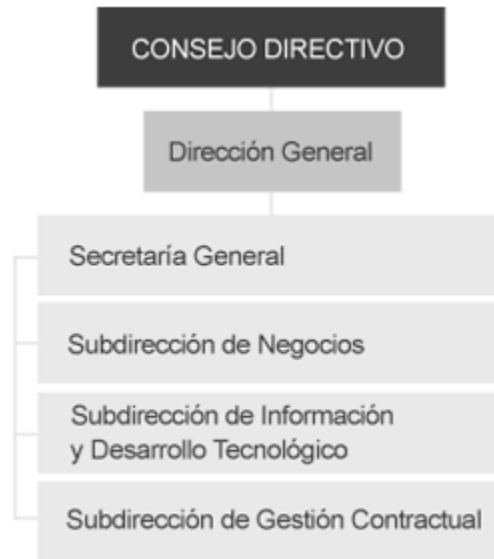 CONSEJO DIRECTIVO
Dirección General
Secretaría General
Subdirección de Negocios
Subdirección de Información
y Desarrollo Tecnológico
Subdirección de Gestión Contractual